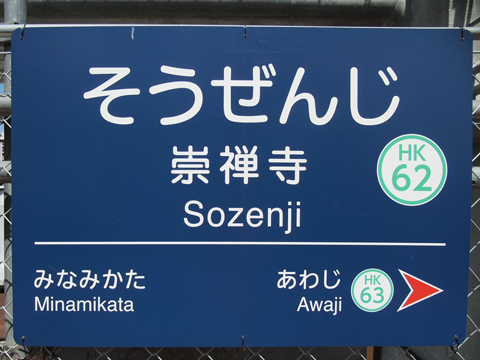 そうぜんじ
崇禅寺
HK
62
Sozenji
みなみかた
Minamikata
あわじ
Awaji
HK
63